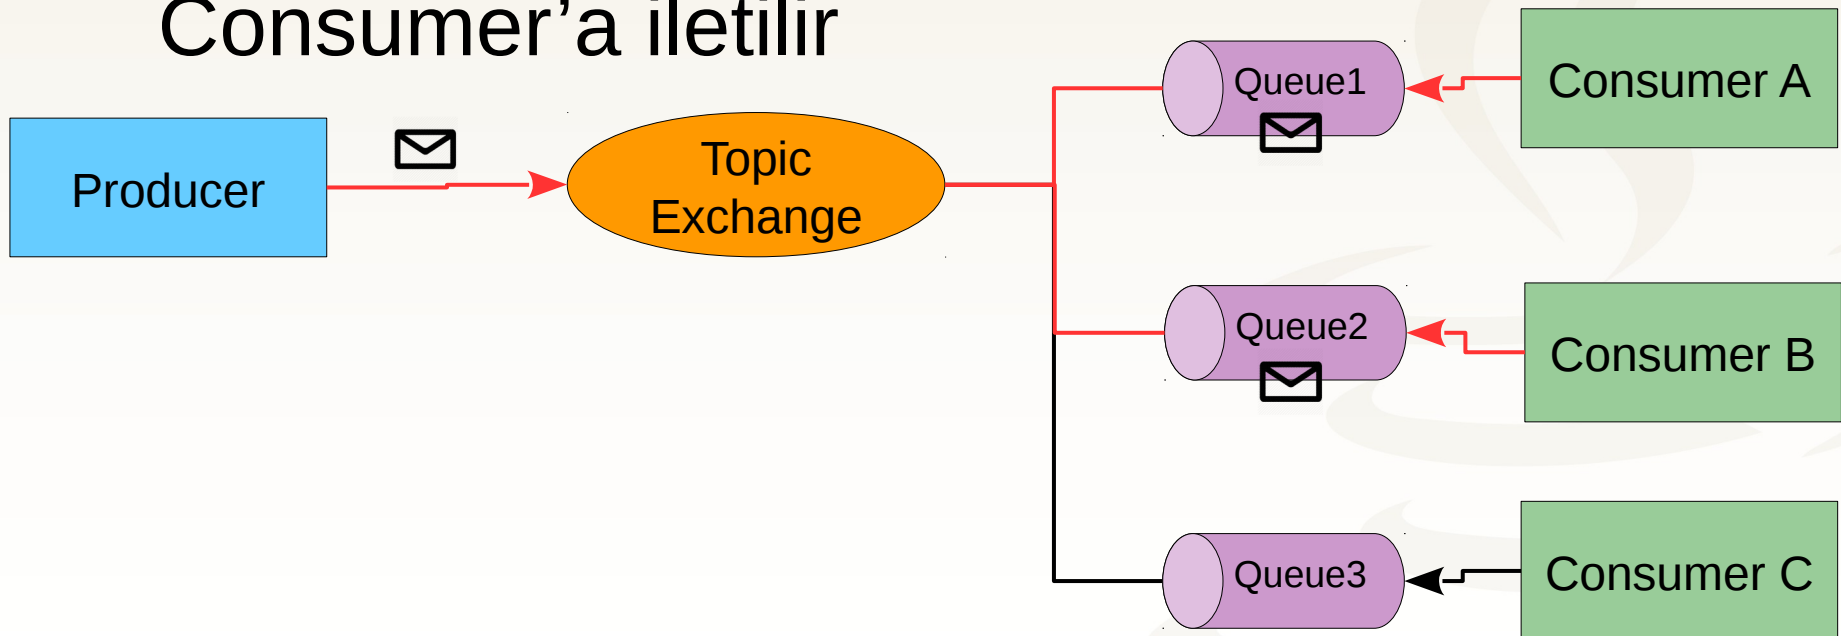 Consumer’a iletilir
Queue1
Consumer A
Producer
Topic
Exchange
Queue2
Consumer B
Queue3
Consumer C